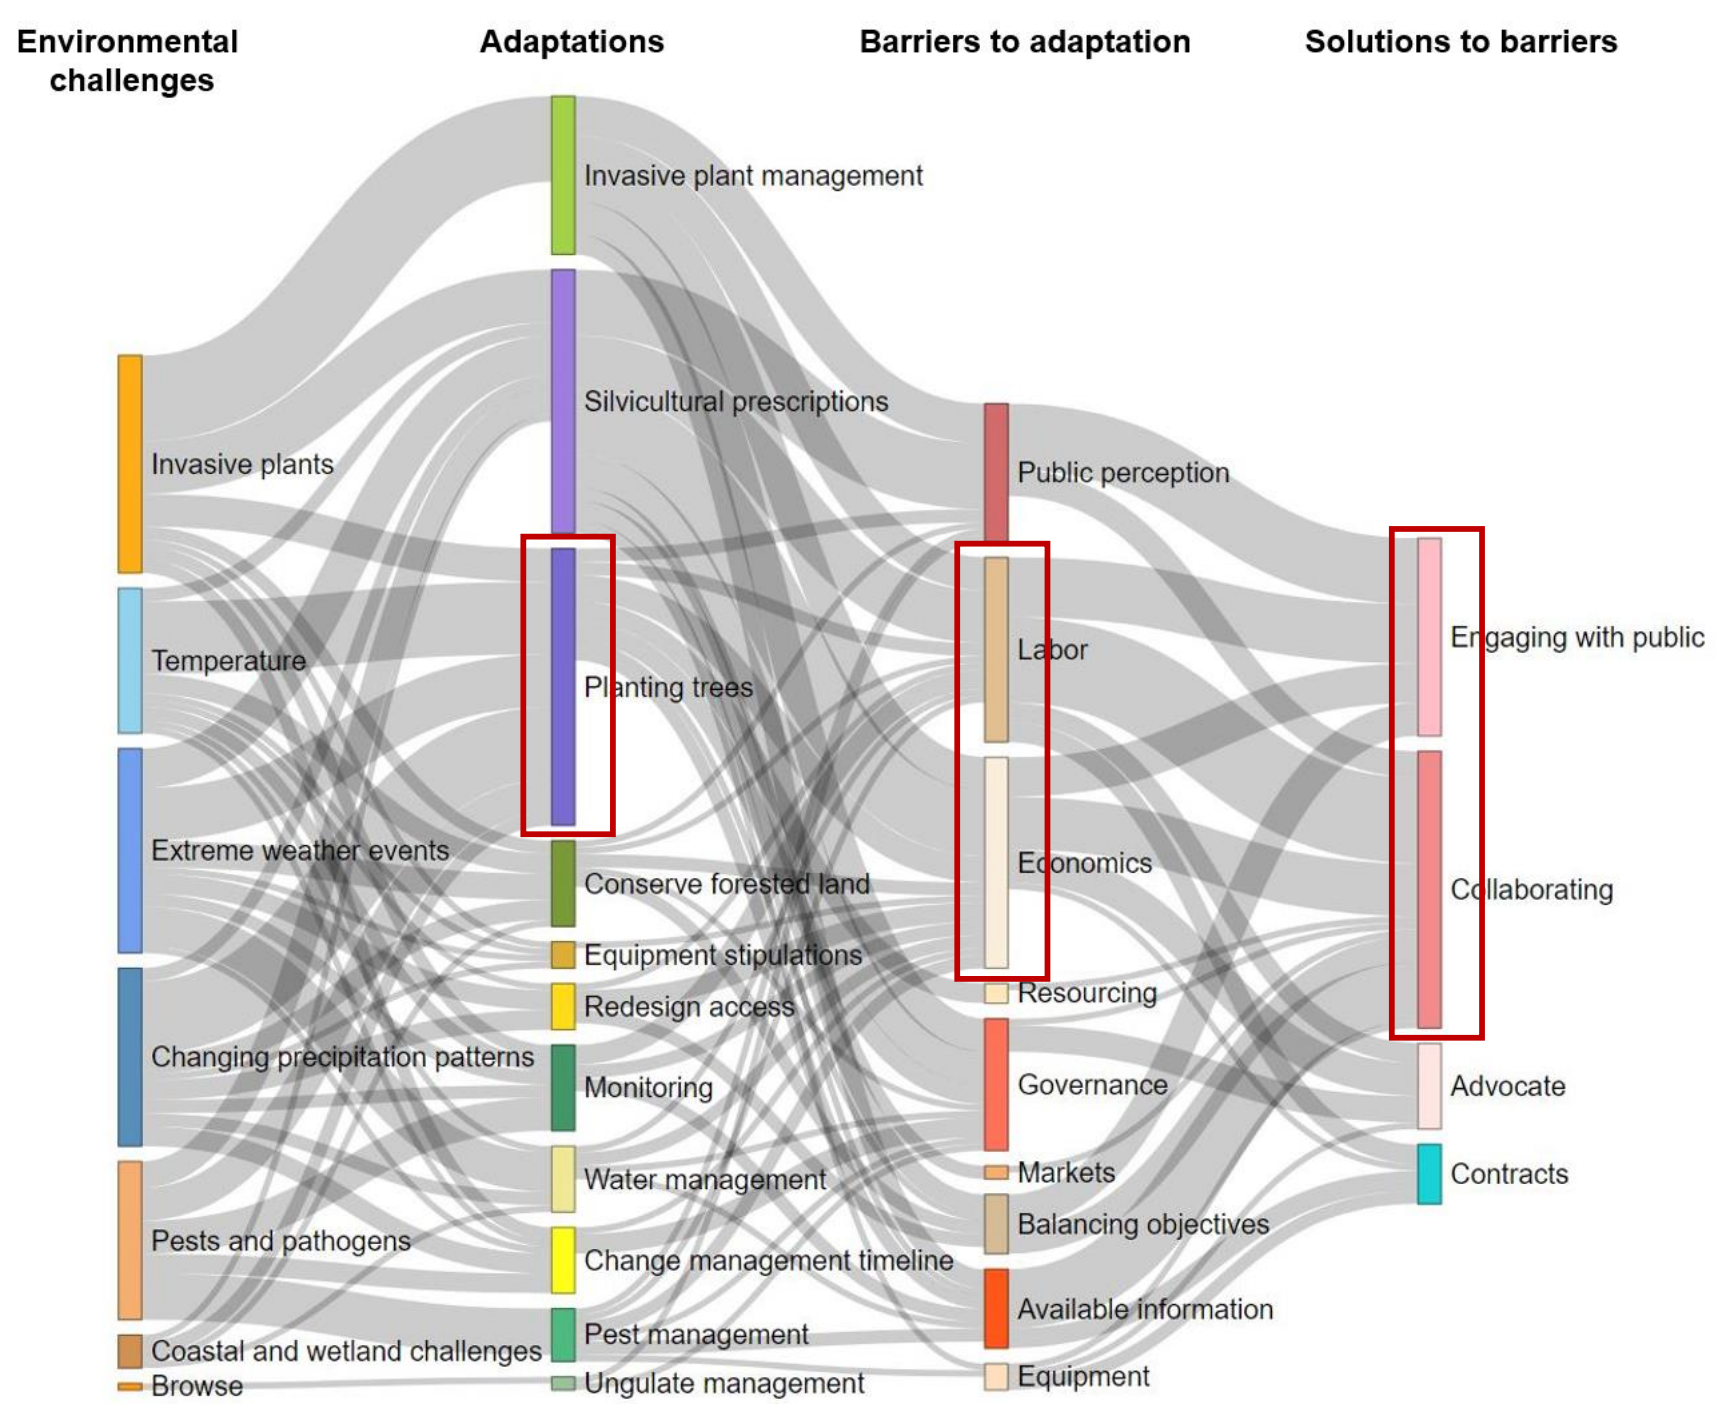 Environmental
challenges
Adaptations
Barriers to adaptation
Solutions to barriers
Invasive plants
Temperature
Extreme weather events
Changing precipitation patterns
Pests and pathogens
Coastal and wetland challenges
Browse
Invasive plant management
Silvicultural prescriptions
Planting trees
Conserve forested land
Equipment stipulations
Redesign access
Monitoring
Water management
Change management timeline
Pest management
Ungulate management
Public perception
Labor
Economics
Resourcing
Governance
Markets
Balancing objectives
Available information
Equipment
Engaging with public
Collaborating
Advocate
Contracts